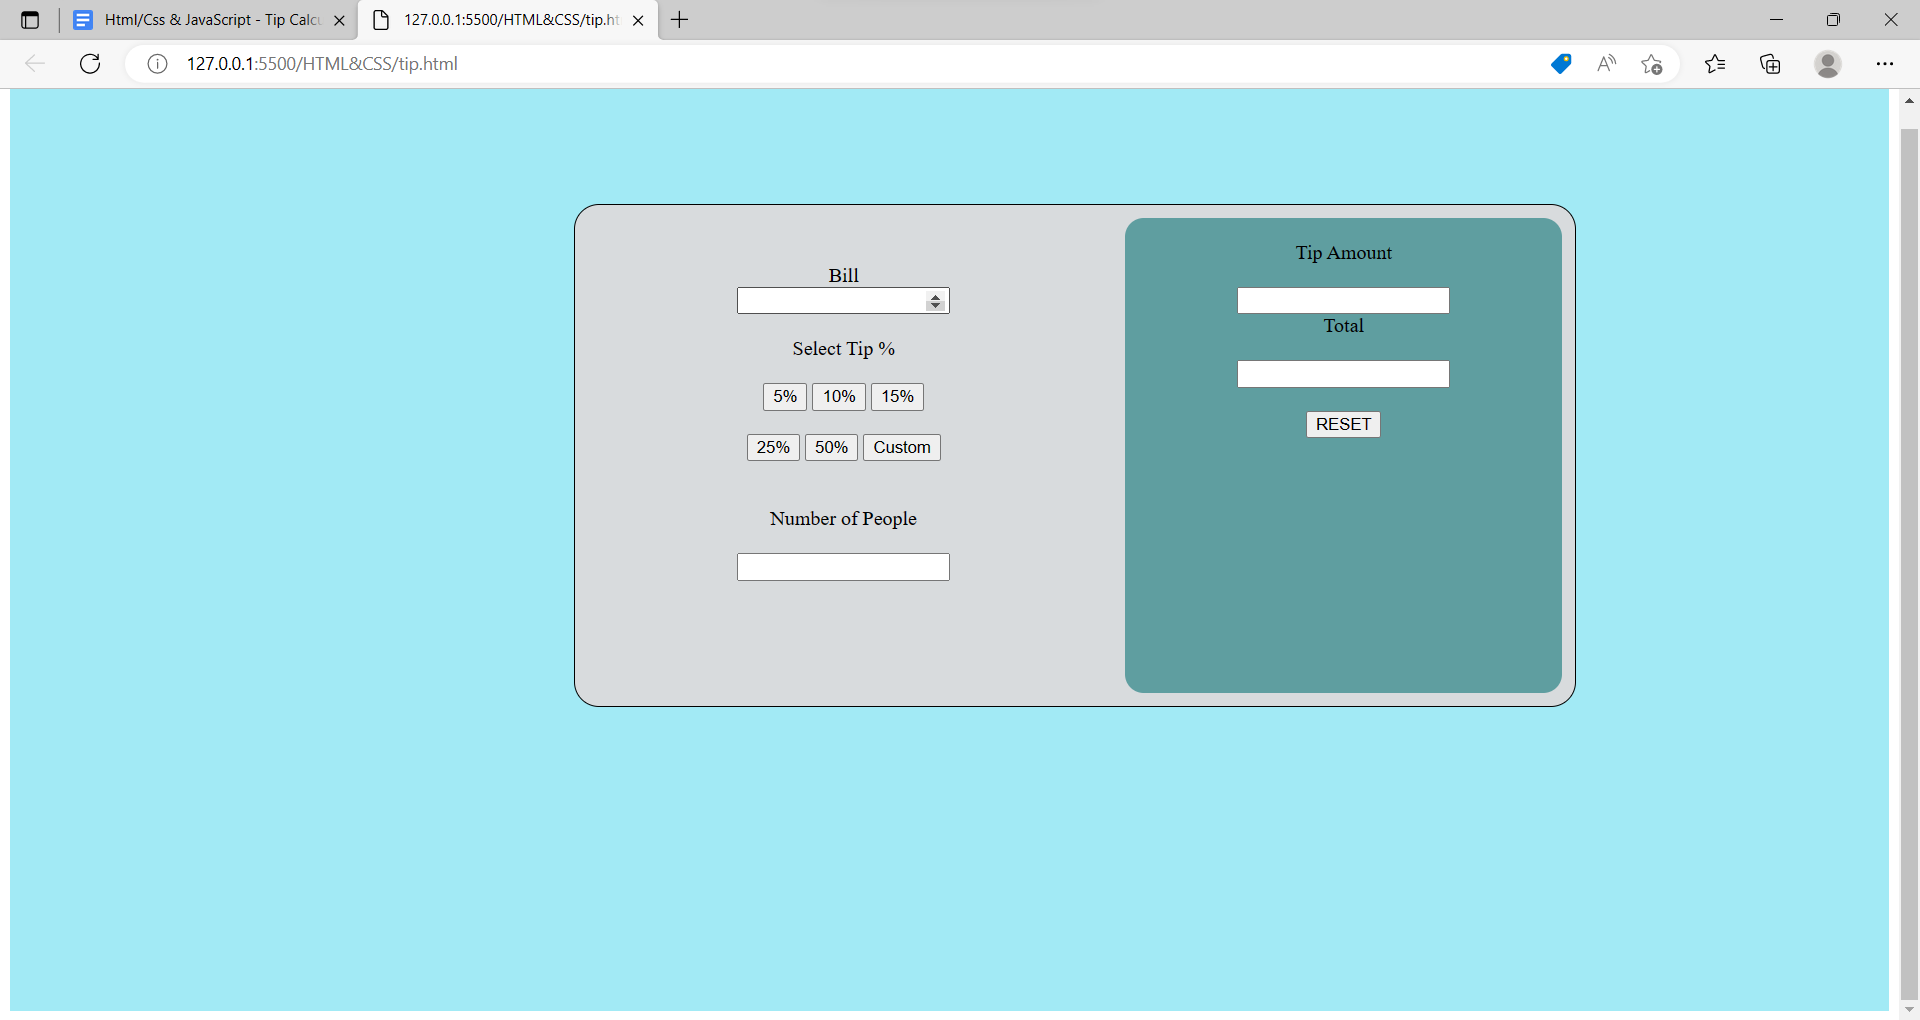 Html/Css & JavaScript - Tip Calcu
127.0.0.1:5500/HTML&CSS/tip.ht
127.0.0.1:5500/HTML&CSS/tip.html
Bill
Select Tip %
5% 10% 15%
25% 50% Custom
Number of People
Tip Amount
Total
RESET